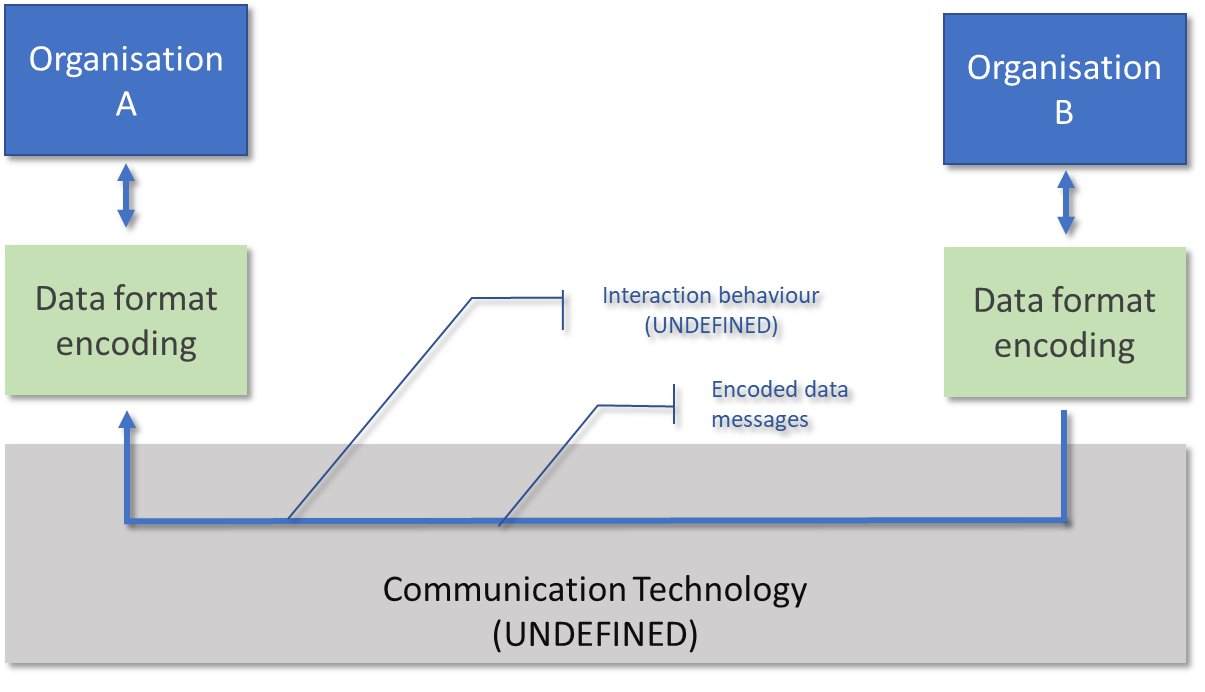 Organisation
A
Organisation
B
Data format
encoding
Interaction behaviour
(UNDEFINED)
Data format
encoding
Encoded data
messages
Communication Technology
(UNDEFINED)